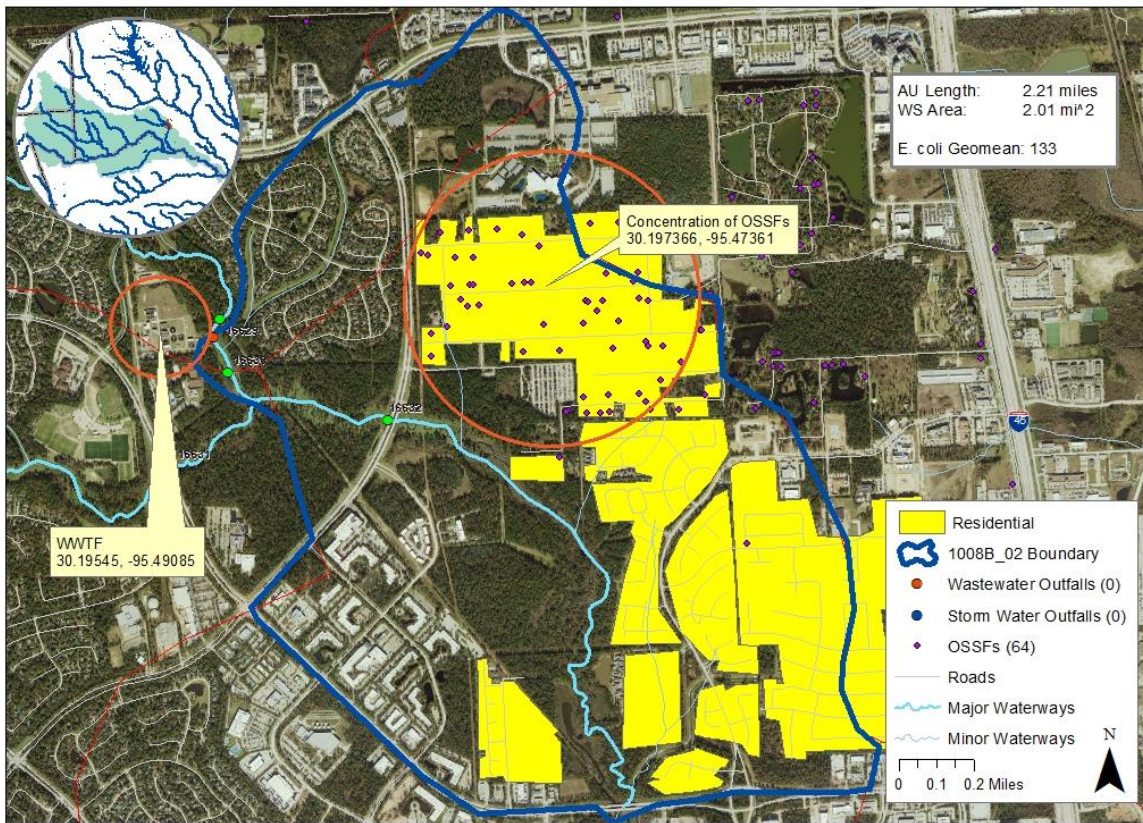 AU Length: 2.21 miles
WS Area: 2.01 mi^2
E. coli Geomean: 133
Concentration of OSSFs
30.197366, -95.47361
16629
16632
WWTF
30.19545, -95.49085
45
Residential
1008B_02 Boundary
Wastewater Outfalls (0)
Storm Water Outfalls (0)
OSSFs (64)
Roads
Major Waterways
Minor Waterways
N
0 0.1 0.2 Miles